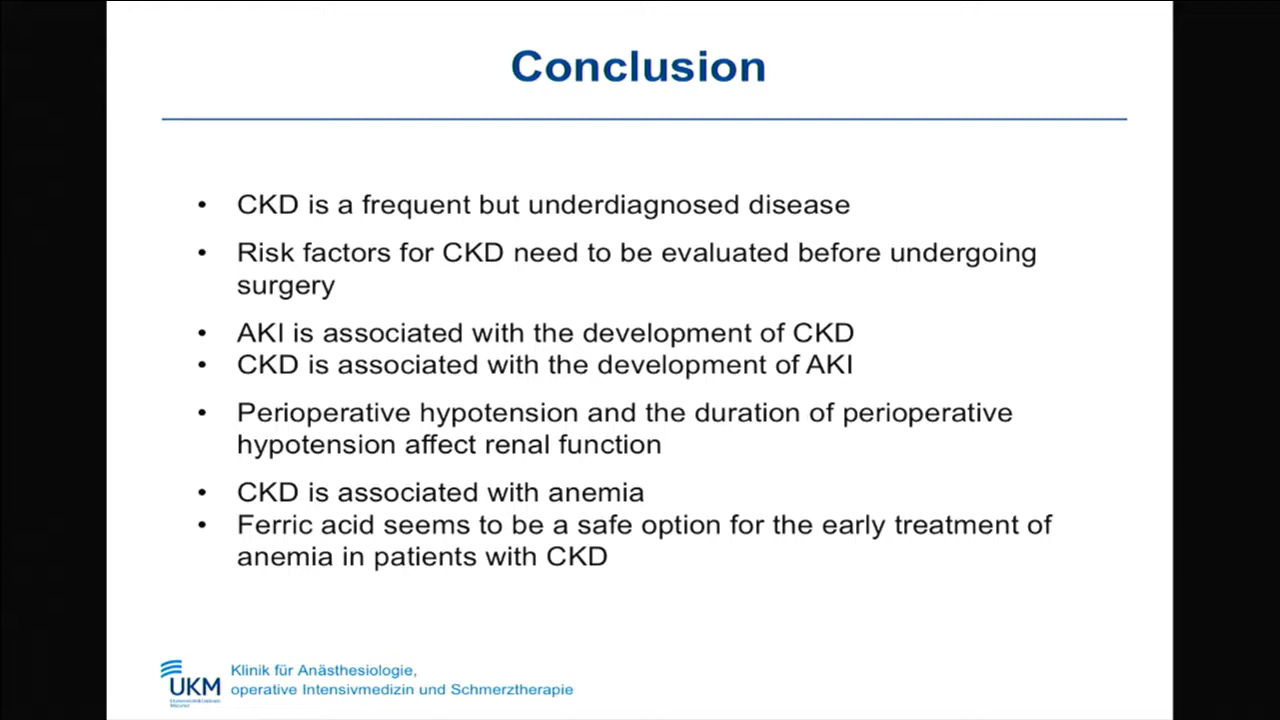 Conclusion
• CKD is a frequent but underdiagnosed disease
• Risk factors for CKD need to be evaluated before undergoing
surgery
• AKI is associated with the development of CKD
• CKD is associated with the development of AKI
• Perioperative hypotension and the duration of perioperative
hypotension affect renal function
• CKD is associated with anemia
• Ferric acid seems to be a safe option for the early treatment of
anemia in patients with CKD
UKM
Klinik für Anästhesiologie,
operative Intensivmedizin und Schmerztherapie